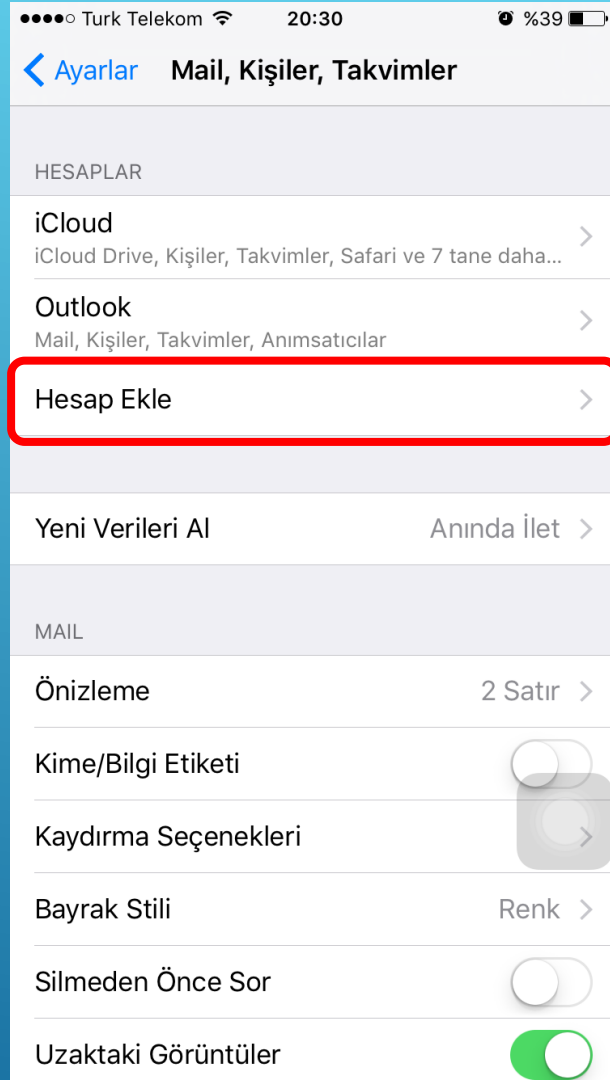 Turk Telekom 20:30 %39
Ayarlar Mail, Kişiler, Takvimler
HESAPLAR
iCloud
iCloud Drive, Kişiler, Takvimler, Safari ve 7 tane daha...
Outlook
Mail, Kişiler, Takvimler, Anımsatıcılar
Hesap Ekle
Yeni Verileri Al Anında İlet
MAIL
Önizleme 2 Satır
Kime/Bilgi Etiketi
Kaydırma Seçenekleri
Bayrak Stili Renk
Silmeden Önce Sor
Uzaktaki Görüntüler